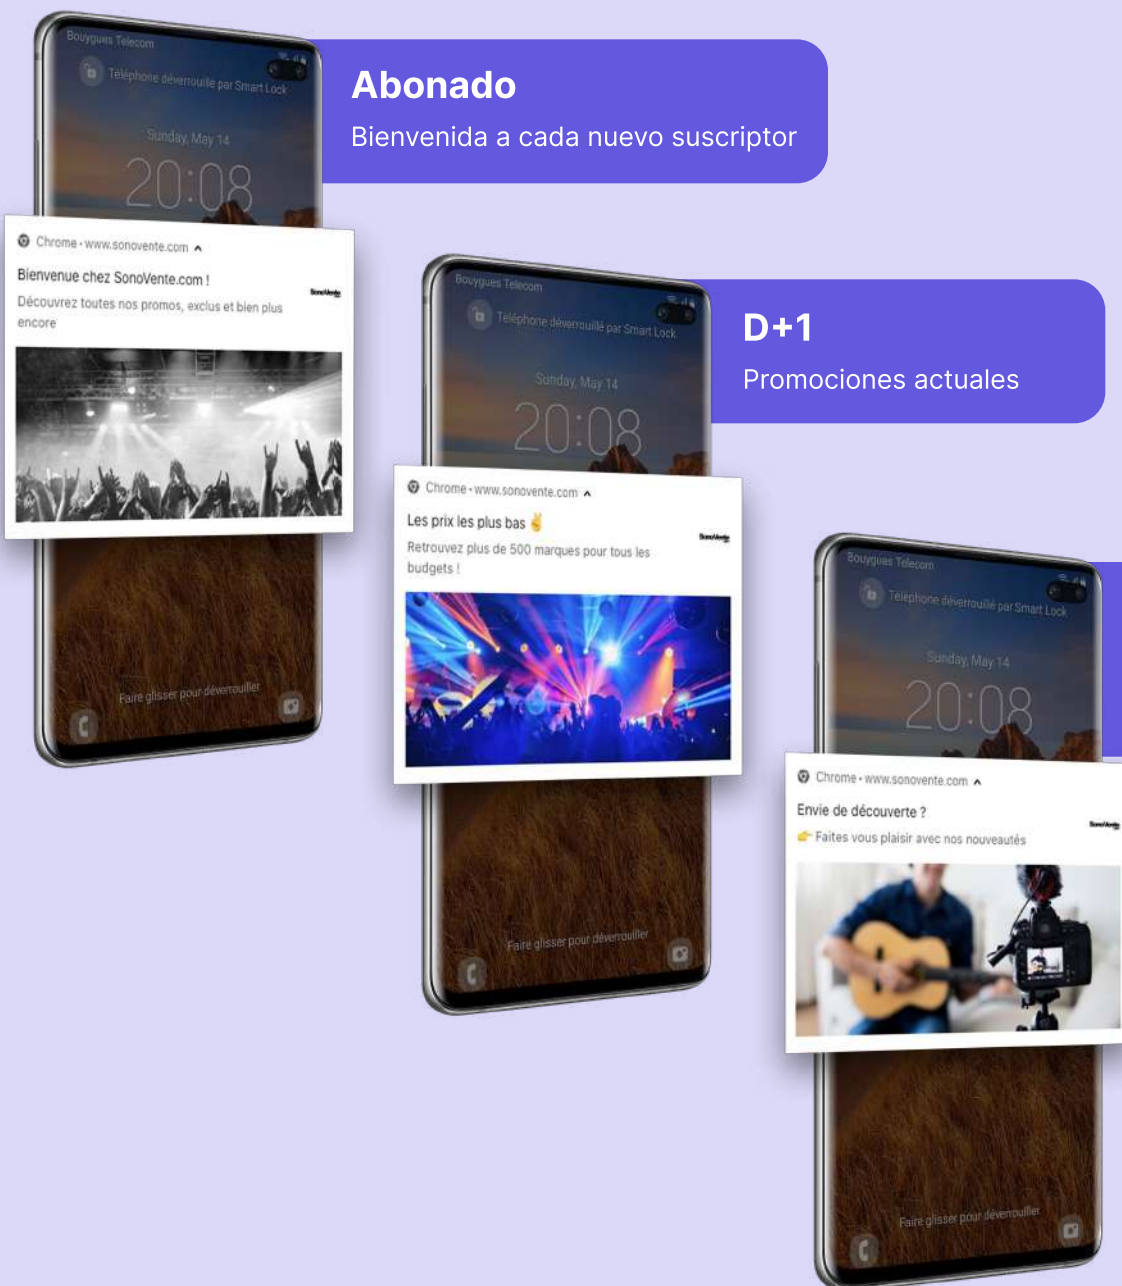 Bouygues Telecom
Téléphone déverrouillé par Smart Lock
Sunday, May 14
20:08
Abonado
Bienvenida a cada nuevo suscriptor
Chrome • www.sonovente.com
Bienvenue chez SonoVente.com !
SonoVente
Découvrez toutes nos promos, exclus et bien plus
encore
Faire glisser pour déverrouiller
Bouygues Telecom
Téléphone déverrouillé par Smart Lock
Sunday, May 14
20:08
D+1
Promociones actuales
Chrome • www.sonovente.com
Les prix les plus bas ✌️
SonoVente
Retrouvez plus de 500 marques pour tous les
budgets !
Faire glisser pour déverrouiller
Bouygues Telecom
Téléphone déverrouillé par Smart Lock
Sunday, May 14
20:08
Chrome • www.sonovente.com
Envie de découverte ?
SonoVente
👉 Faites vous plaisir avec nos nouveautés
Faire glisser pour déverrouiller